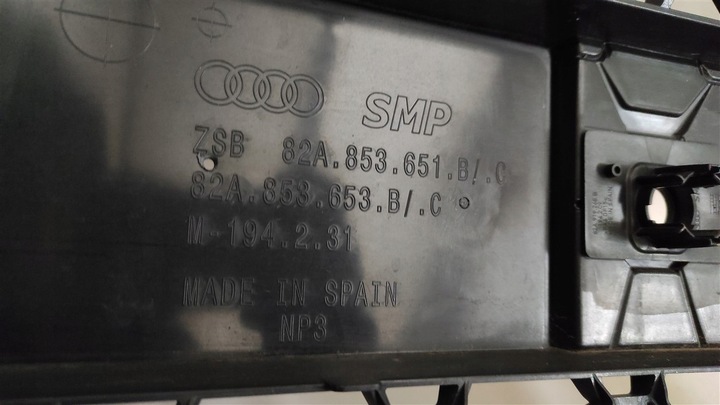 SMP
ZSB 82A.853.651.B/.C
82A.853.653.B/.C
M-194.2.31
MADE IN SPAIN
NP3